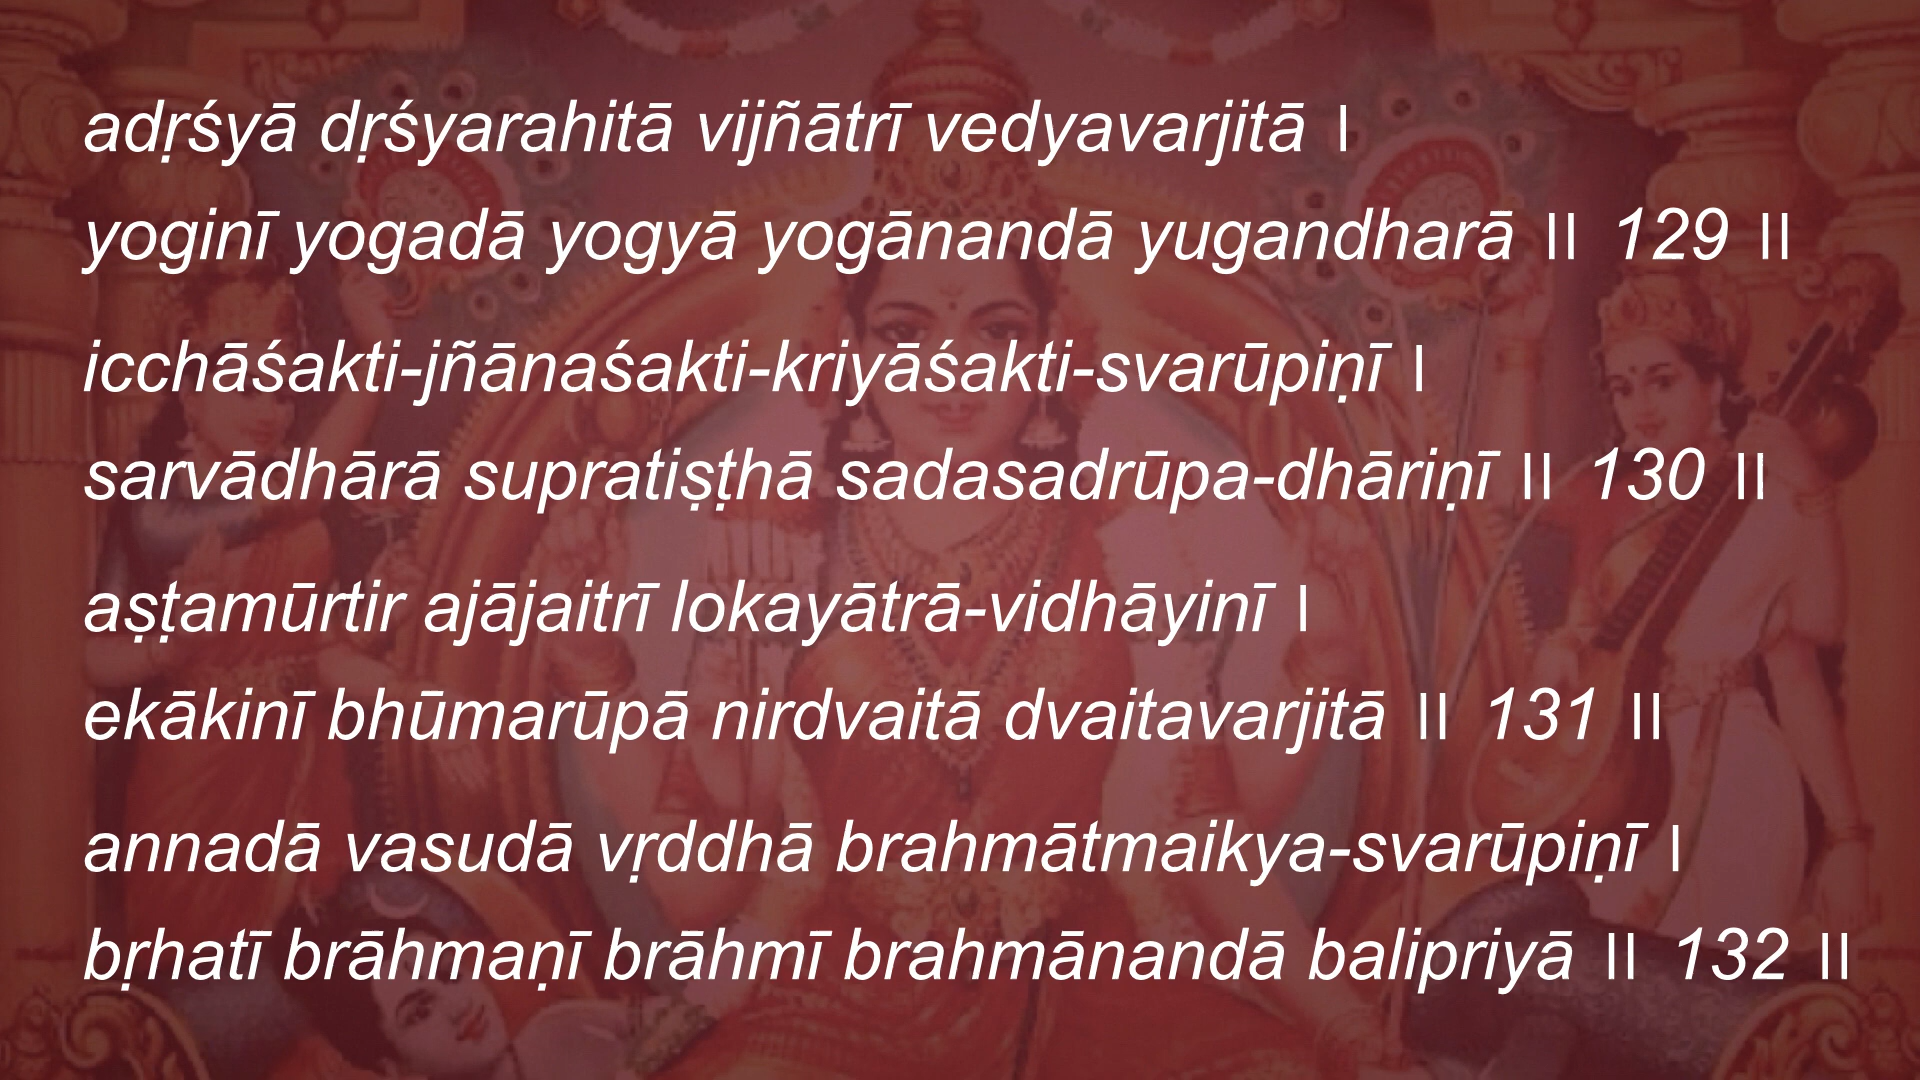 adṛśyā dṛśyarahitā vijñātrī vedyavarjitā ।
yoginī yogadā yogyā yogānandā yugandharā ॥ 129 ॥
icchāśakti-jñānaśakti-kriyāśakti-svarūpiṇī ।
sarvādhārā supratiṣṭhā sadasadrūpa-dhāriṇī ॥ 130 ॥
aṣṭamūrtir ajājaitrī lokayātrā-vidhāyinī ।
ekākinī bhūmarūpā nirdvaitā dvaitavarjitā ॥ 131 ॥
annadā vasudā vṛddhā brahmātmaikya-svarūpiṇī ।
bṛhatī brāhmaṇī brāhmī brahmānandā balipriyā ॥ 132 ॥